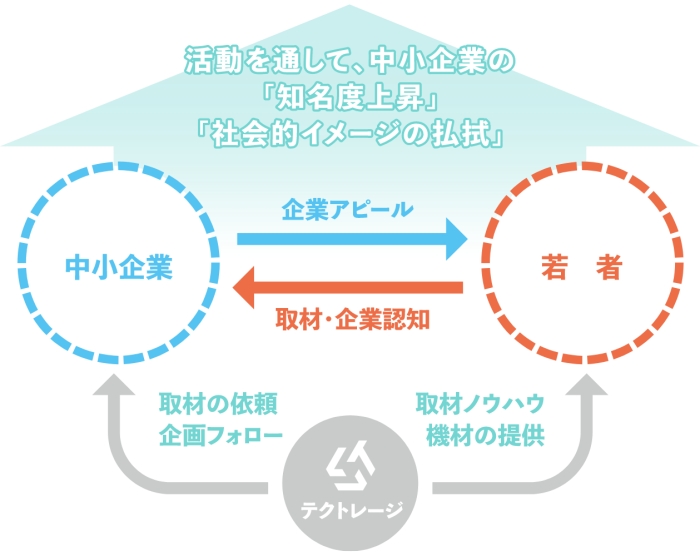 活動を通して、中小企業の
「知名度上昇」
「社会的イメージの払拭」
企業アピール
中小企業
若　者
取材・企業認知
取材の依頼
企画フォロー
取材ノウハウ
機材の提供
テクトレージ